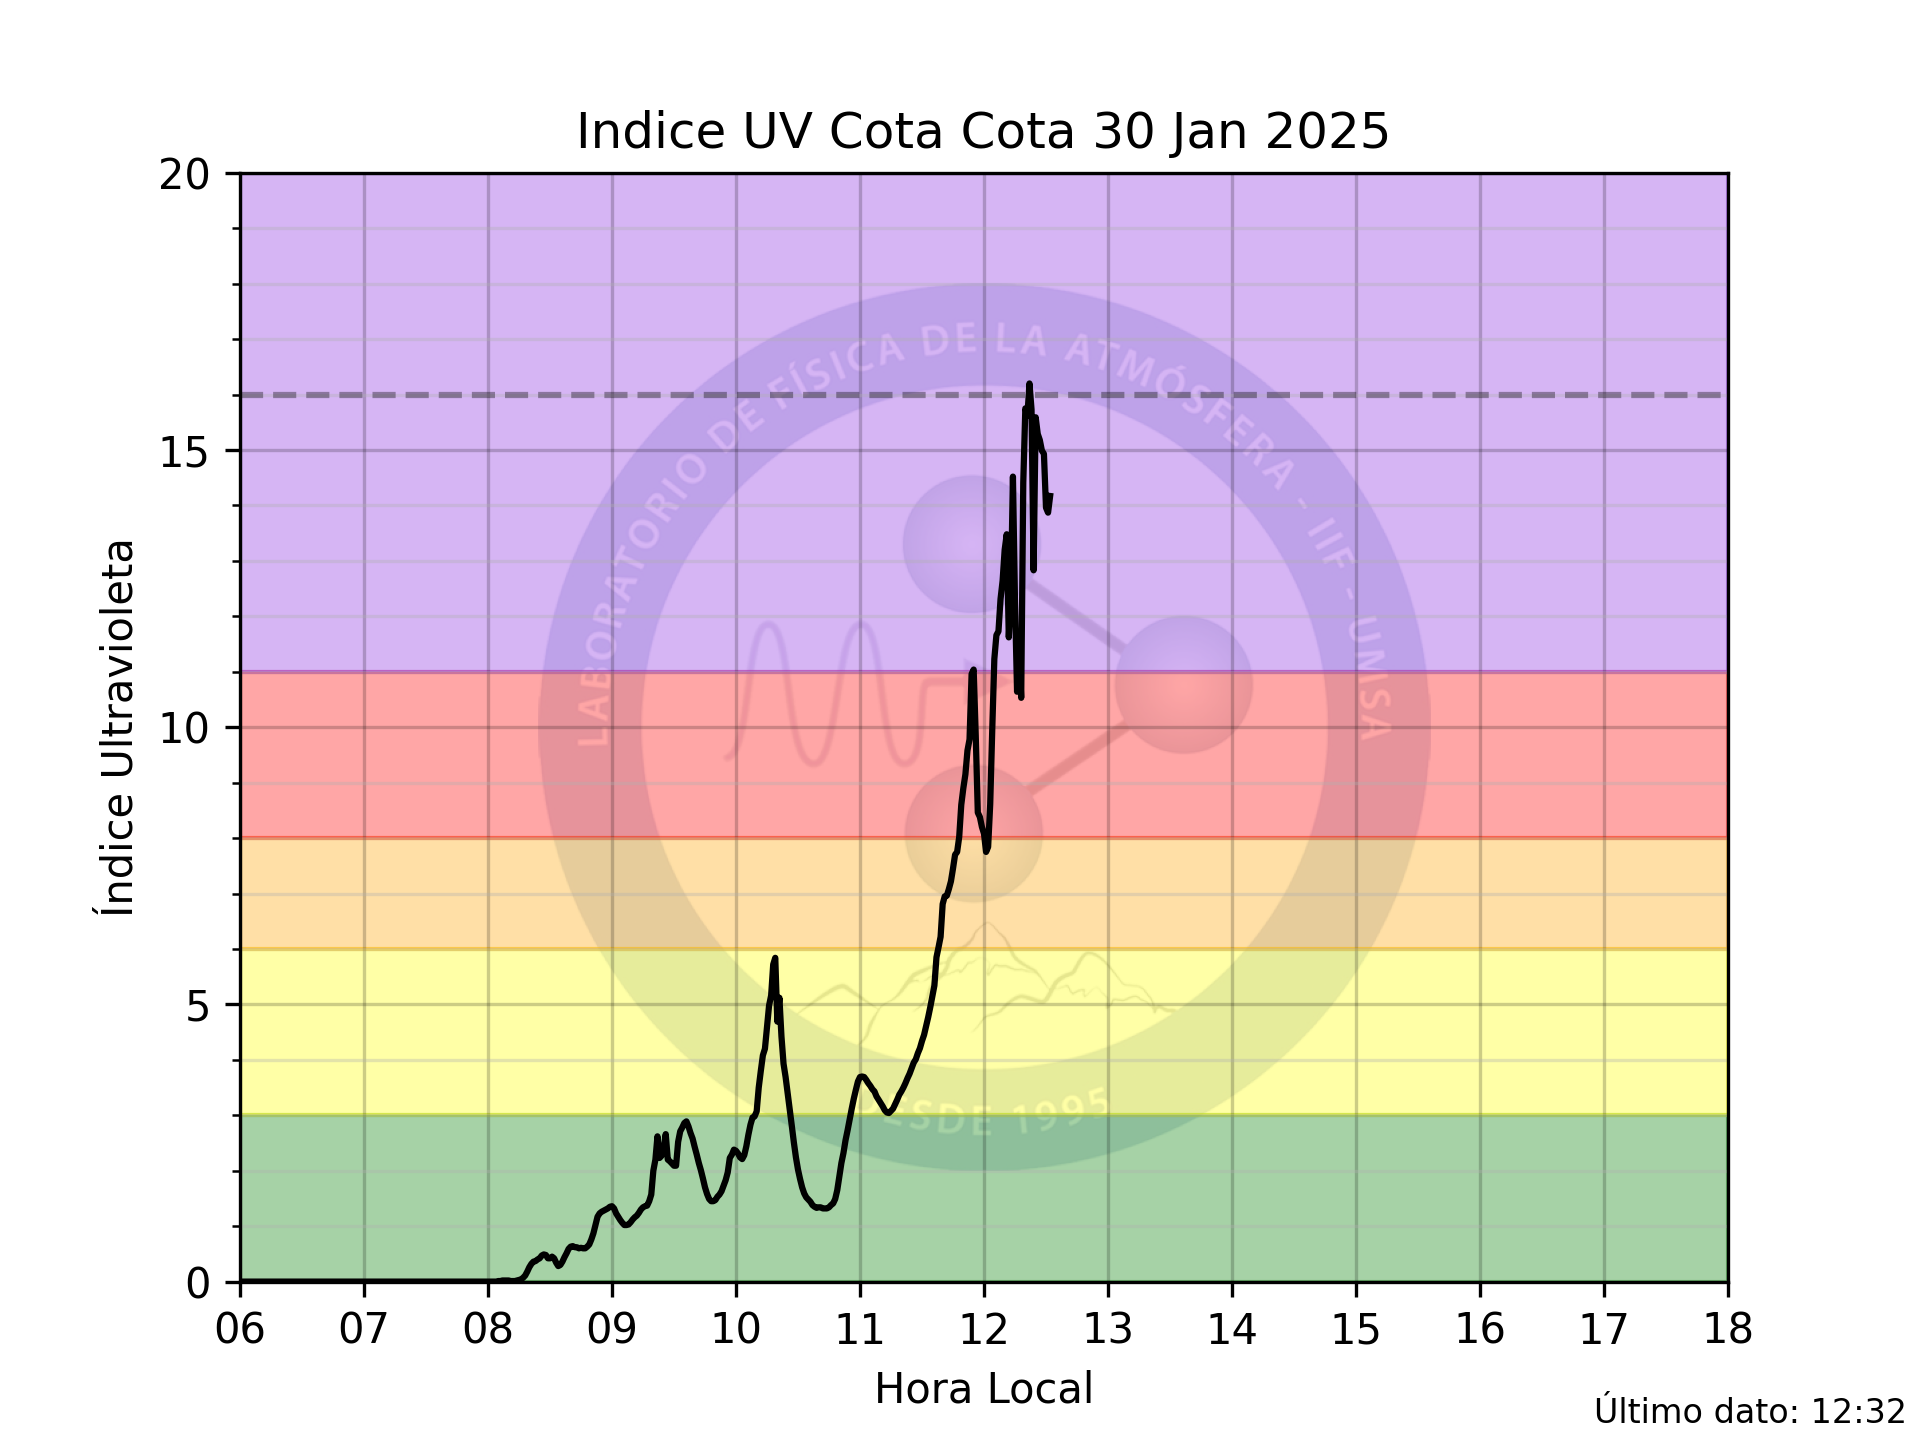 Indice UV Cota Cota 30 Jan 2025
20
15
10
5
0
Índice Ultravioleta
LABORATORIO DE FÍSICA DE LA ATMÓSFERA - IIF - UMSA
DESDE 1995
06 07 08 09 10 11 12 13 14 15 16 17 18
Hora Local
Último dato: 12:32